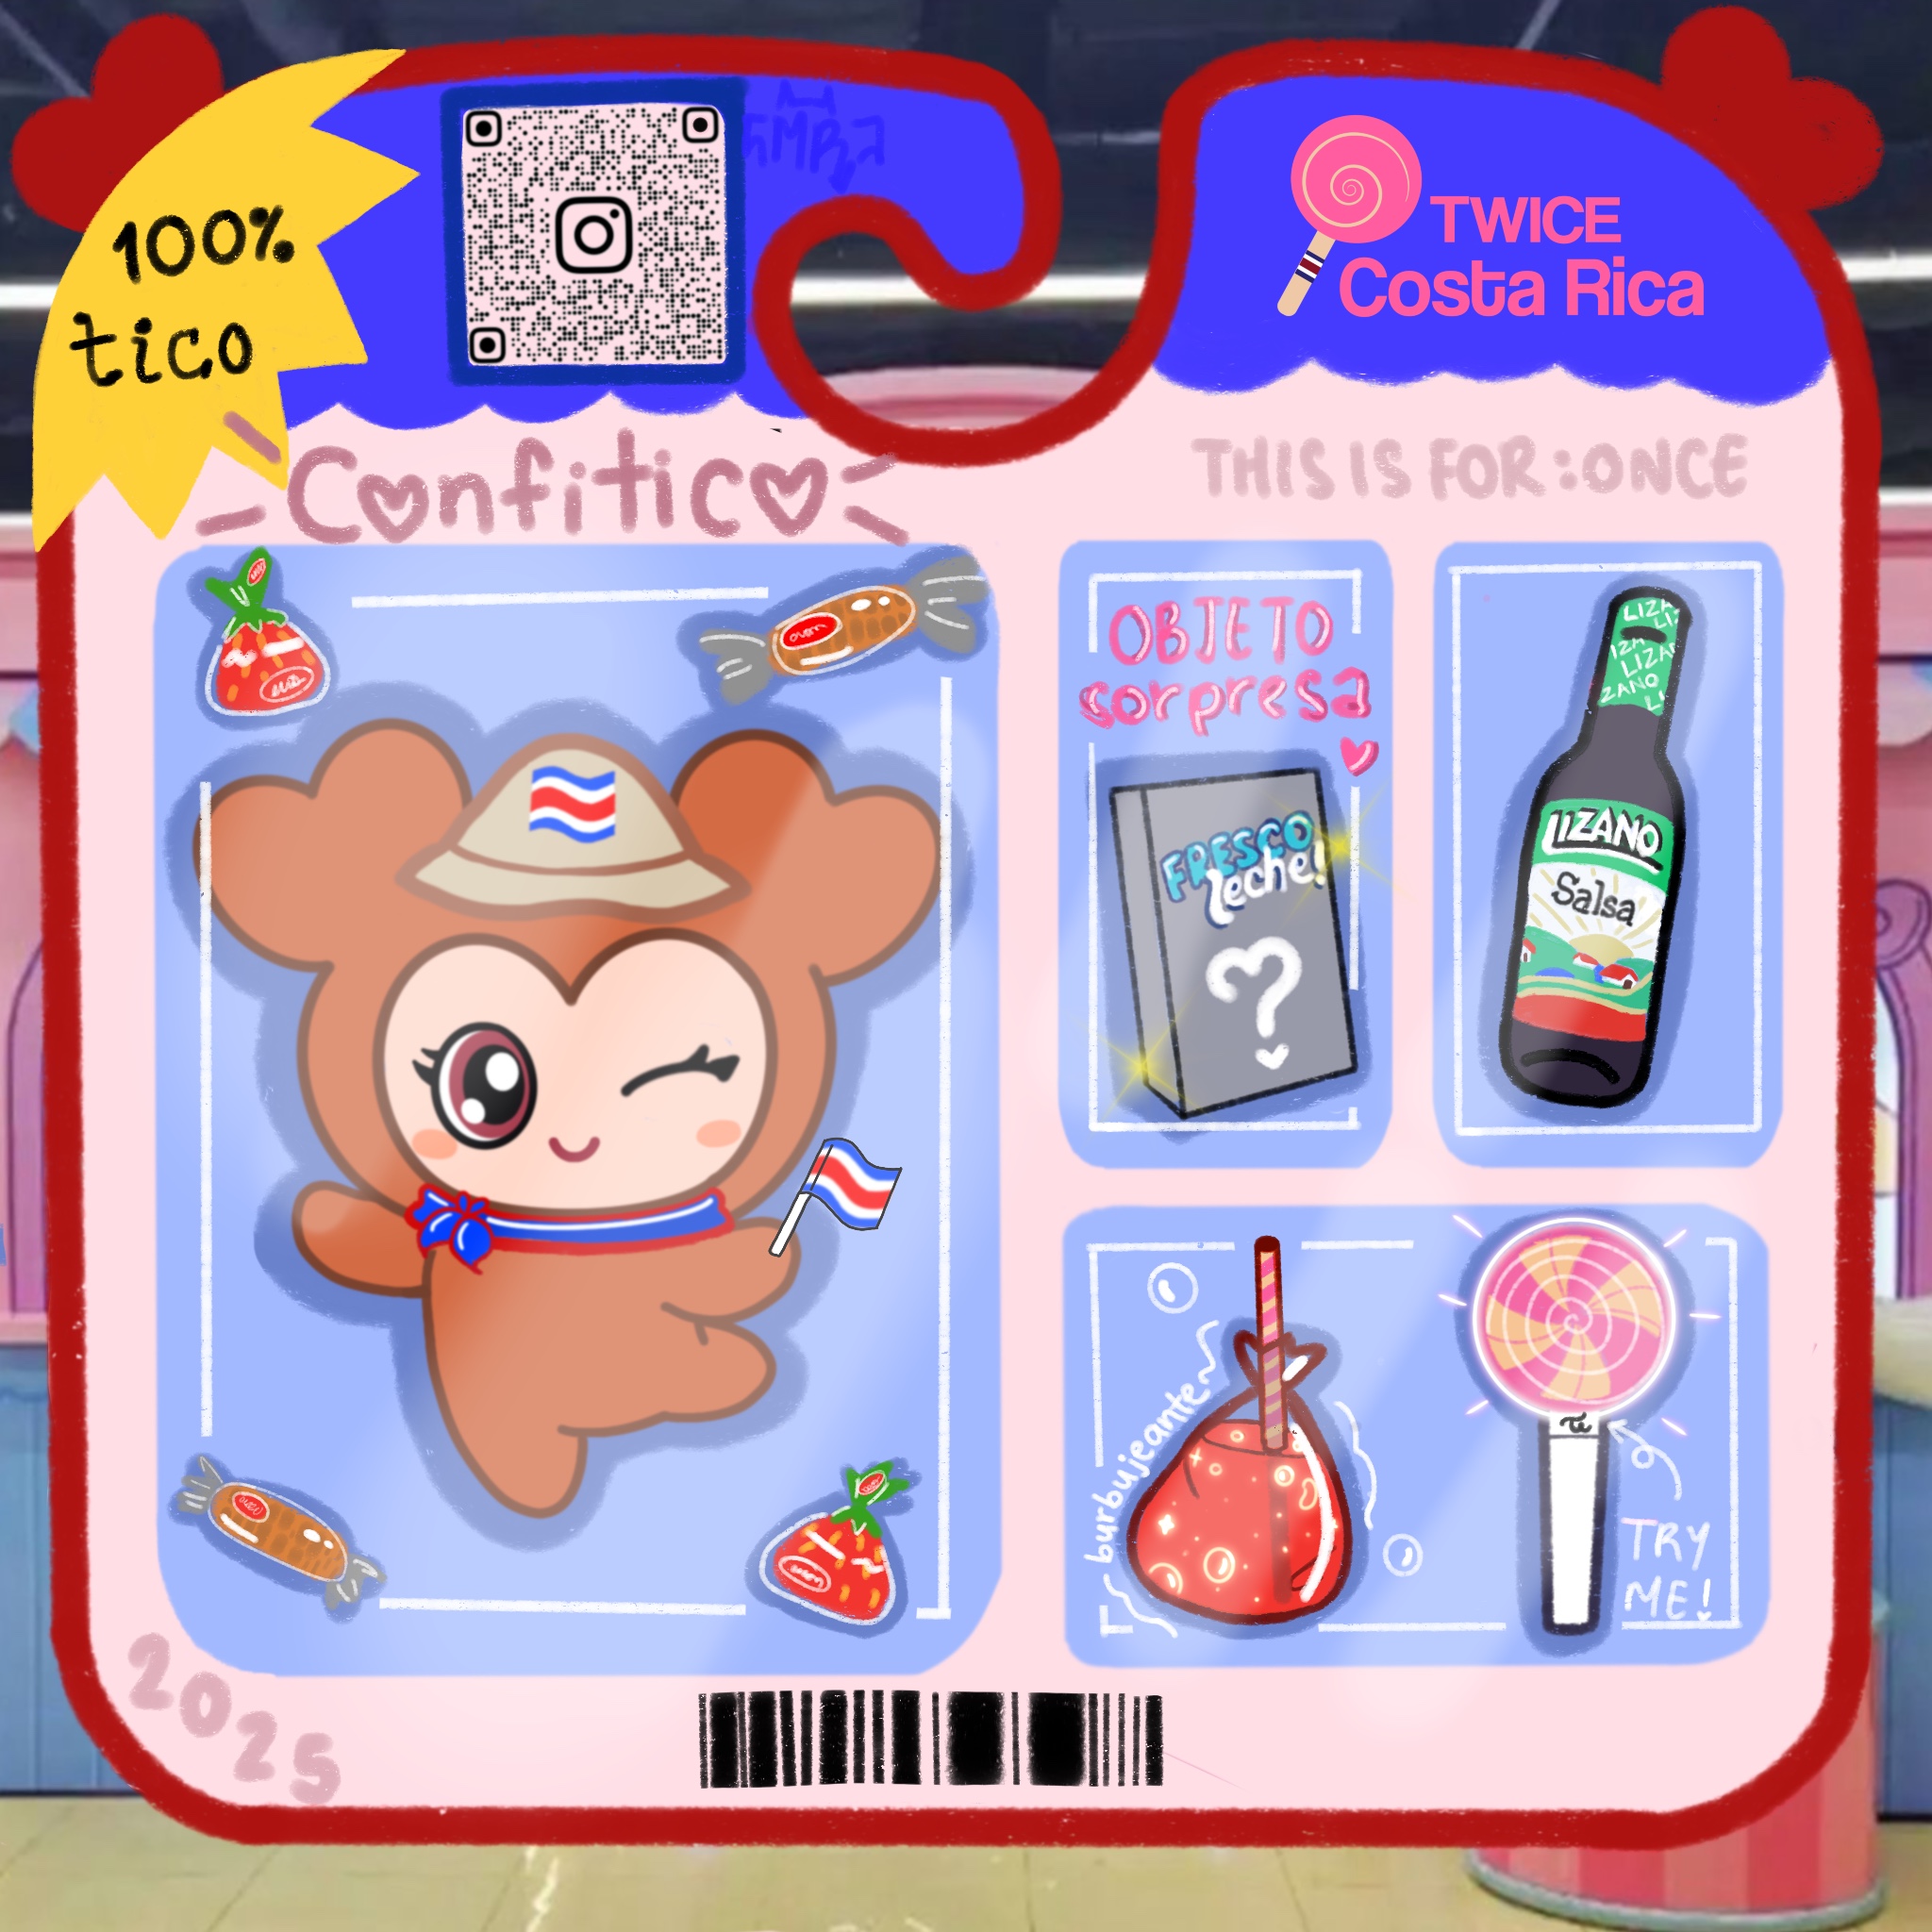 100%
tico
TWICE
Costa Rica
Confitico
THIS IS FOR:ONCE
OBJETO
sorpresa
FRESCO
leche!
?
LIZANO
Salsa
burbujeante
TRY
ME!
2025